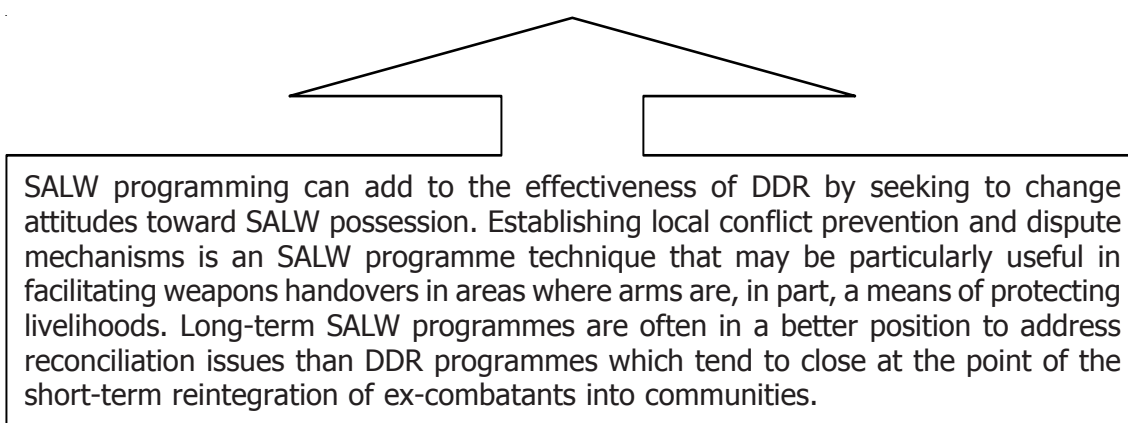 SALW programming can add to the effectiveness of DDR by seeking to change
attitudes toward SALW possession. Establishing local conflict prevention and dispute
mechanisms is an SALW programme technique that may be particularly useful in
facilitating weapons handovers in areas where arms are, in part, a means of protecting
livelihoods. Long-term SALW programmes are often in a better position to address
reconciliation issues than DDR programmes which tend to close at the point of the
short-term reintegration of ex-combatants into communities.